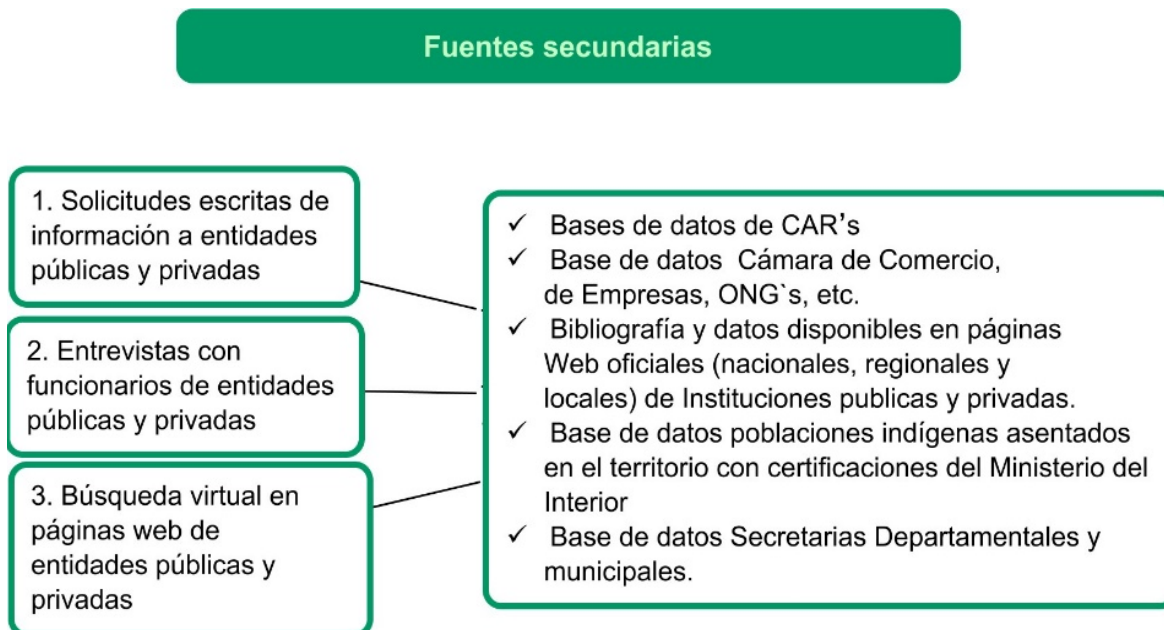 Fuentes secundarias
1. Solicitudes escritas de
información a entidades
públicas y privadas
2. Entrevistas con
funcionarios de entidades
públicas y privadas
3. Búsqueda virtual en
páginas web de
entidades públicas y
privadas
✓ Bases de datos de CAR's
✓ Base de datos Cámara de Comercio,
de Empresas, ONG`s, etc.
✓ Bibliografía y datos disponibles en páginas
Web oficiales (nacionales, regionales y
locales) de Instituciones publicas y privadas.
✓ Base de datos poblaciones indígenas asentados
en el territorio con certificaciones del Ministerio del
Interior
✓ Base de datos Secretarias Departamentales y
municipales.